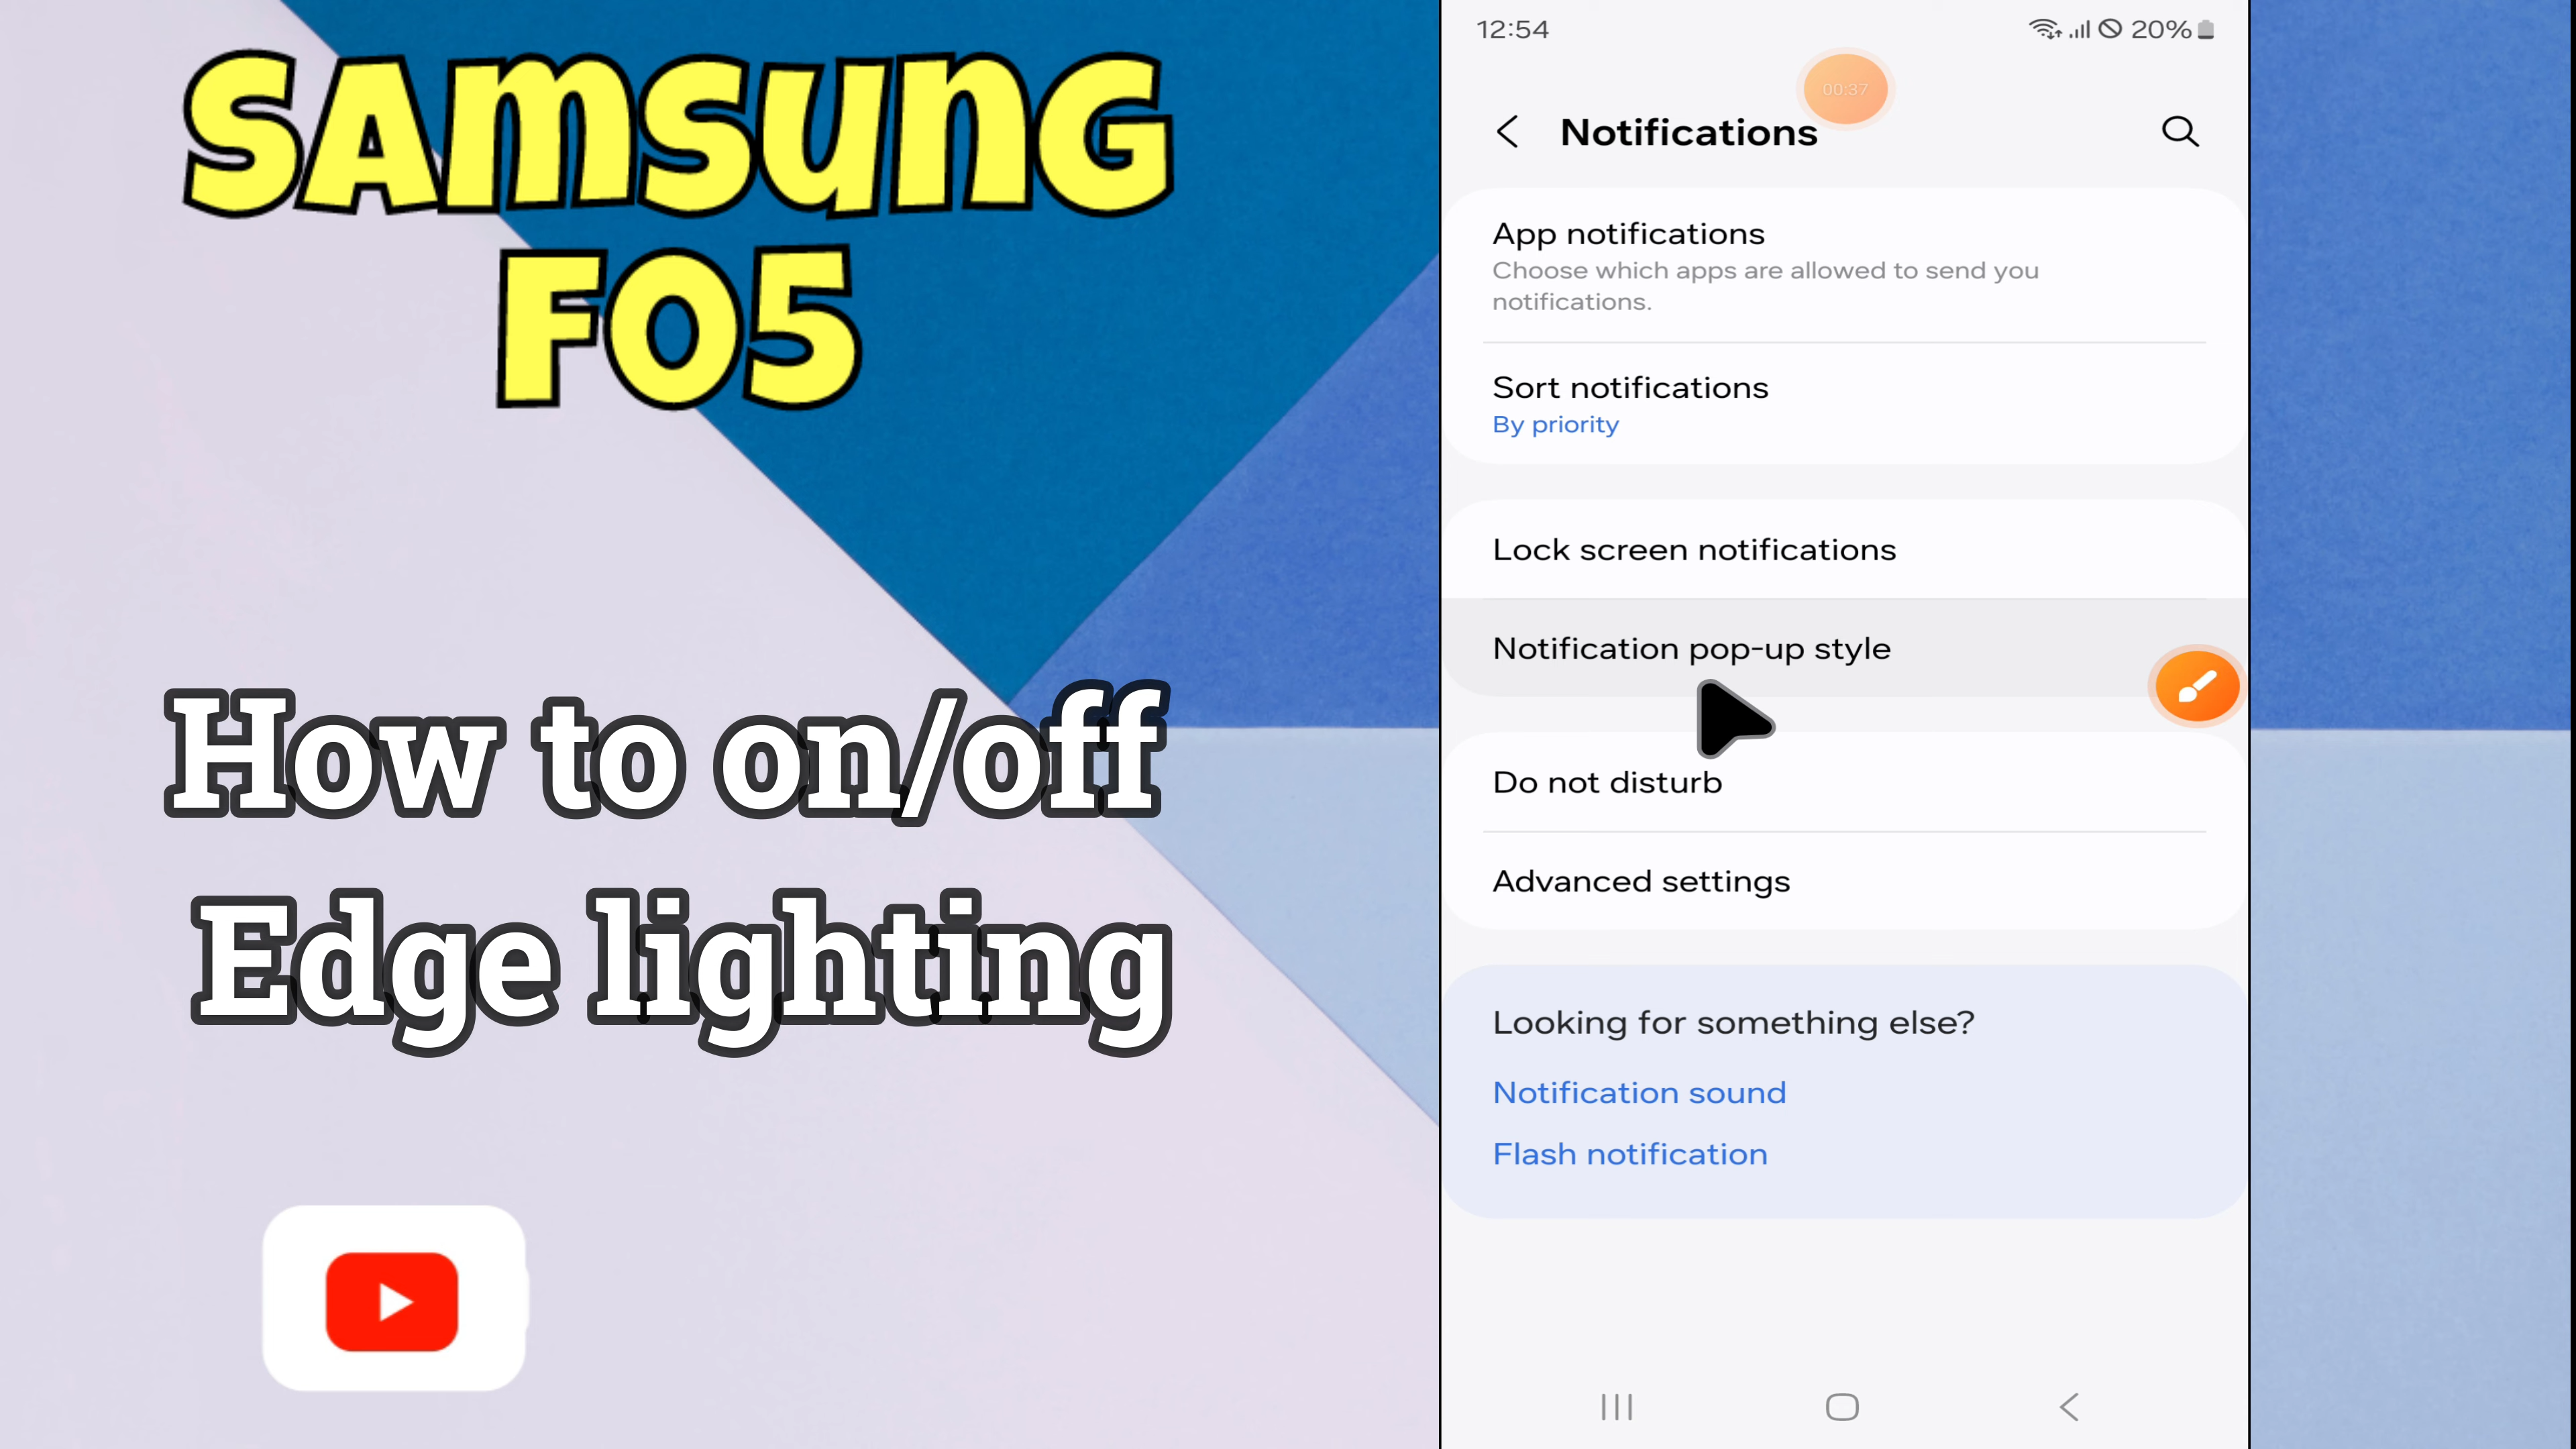 SAMSUNG
F05
How to on/off
Edge lighting
12:54
20%
00:37
Notifications
App notifications
Choose which apps are allowed to send you
notifications.
Sort notifications
By priority
Lock screen notifications
Notification pop-up style
Do not disturb
Advanced settings
Looking for something else?
Notification sound
Flash notification